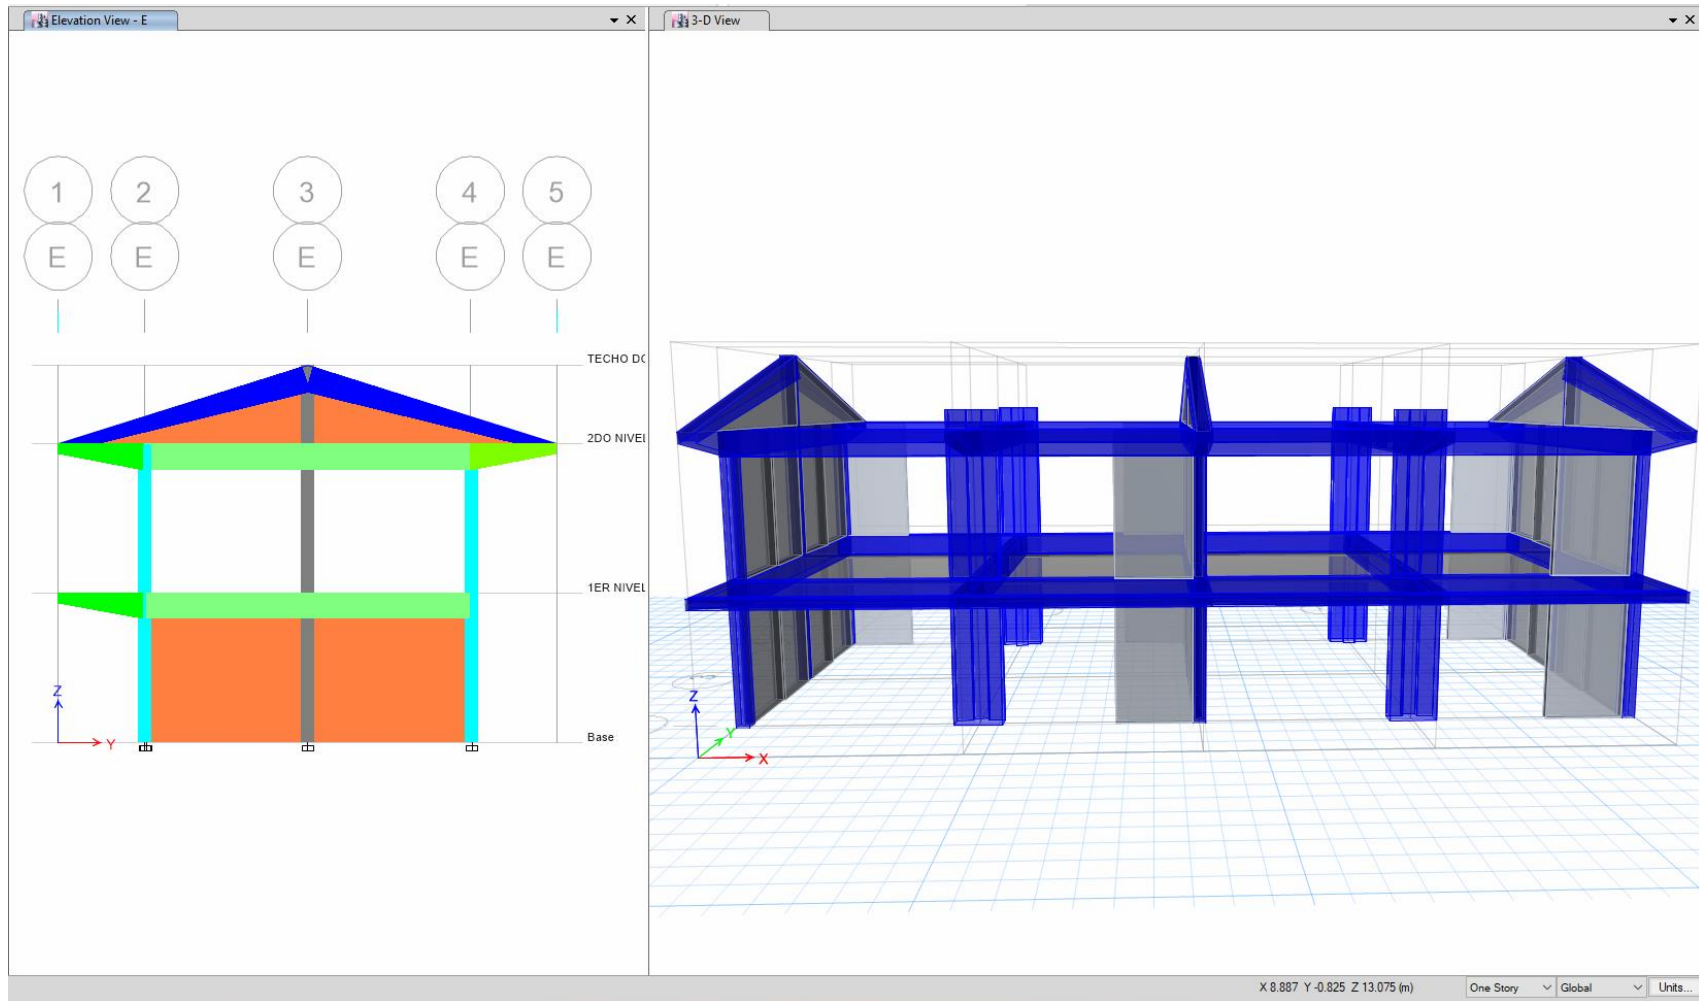 Elevation View - E
3-D View
1 2 3 4 5
E E E E E
TECHO DO
2DO NIVEL
1ER NIVEL
Base
Z
Y
Z
Y
X
X 8.887 Y -0.825 Z 13.075 (m)
One Story
Global
Units...